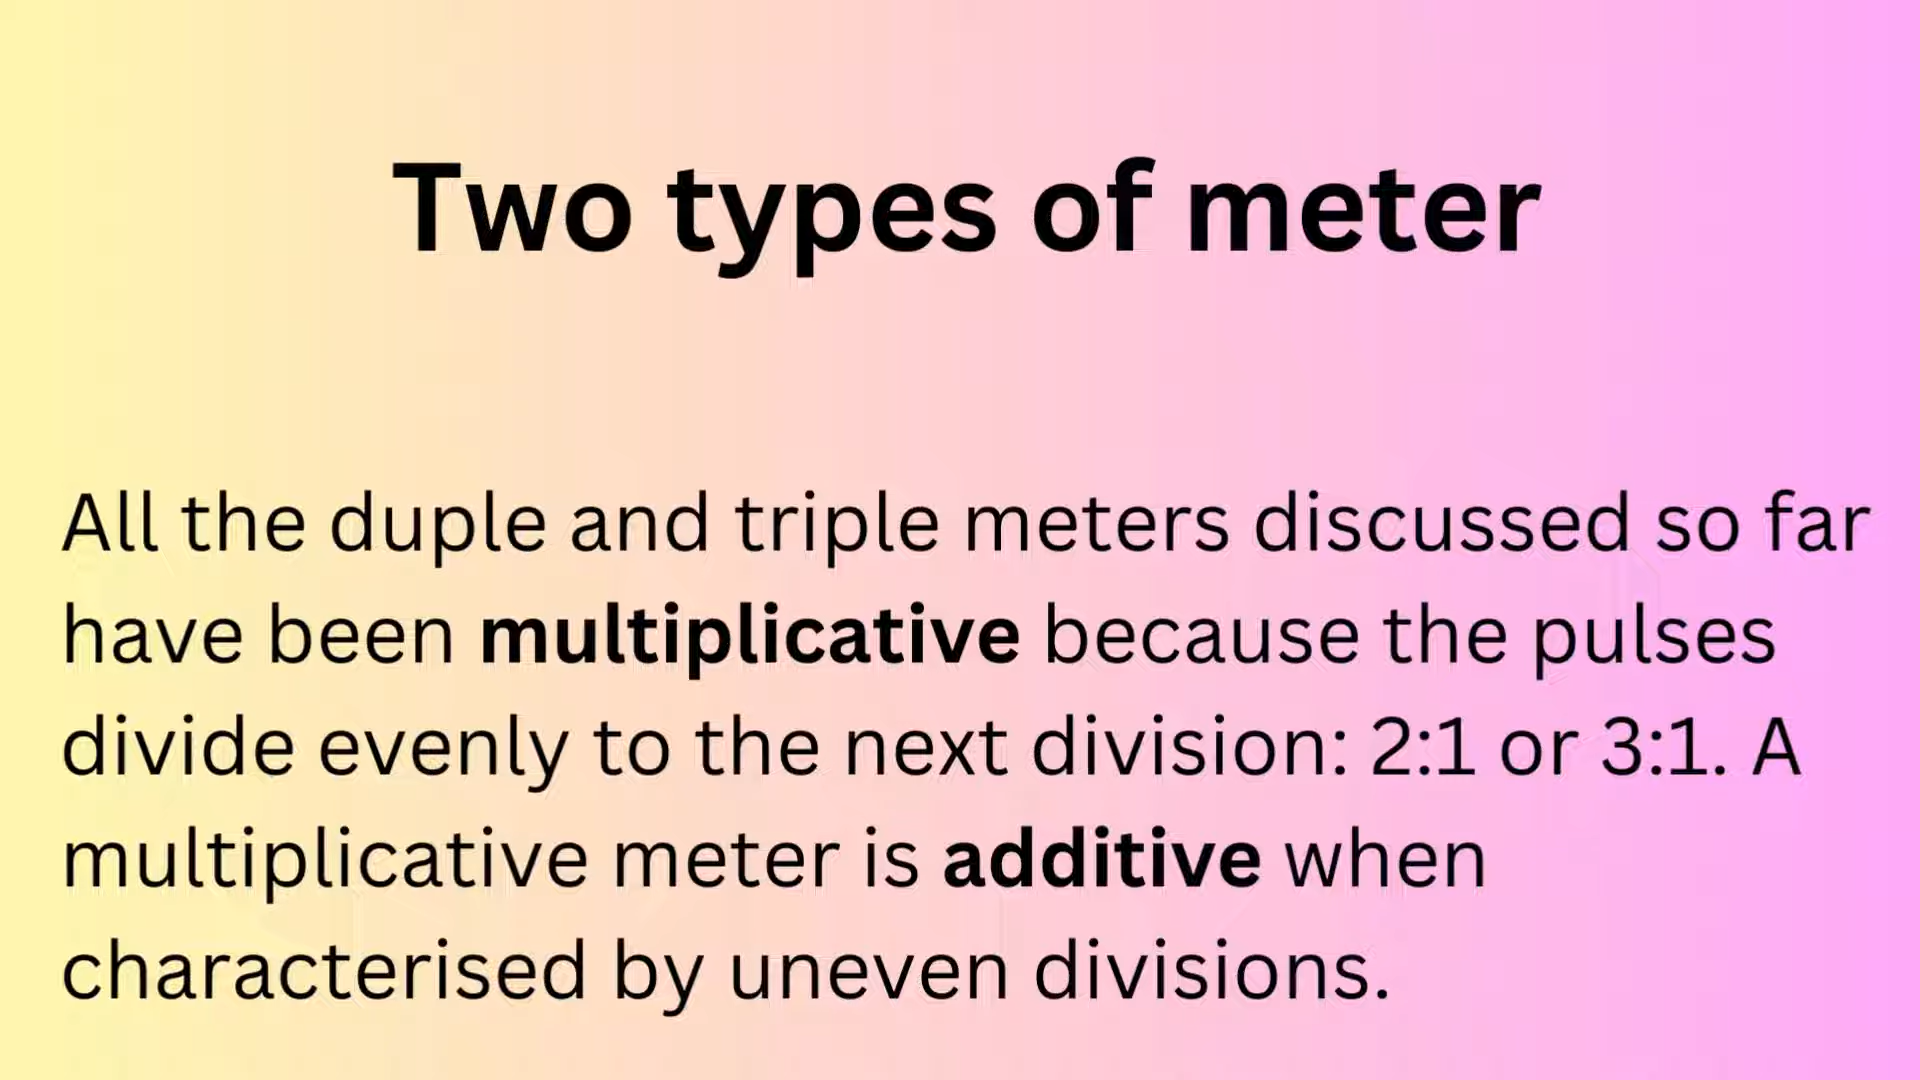 Two types of meter
All the duple and triple meters discussed so far
have been multiplicative because the pulses
divide evenly to the next division: 2:1 or 3:1. A
multiplicative meter is additive when
characterised by uneven divisions.